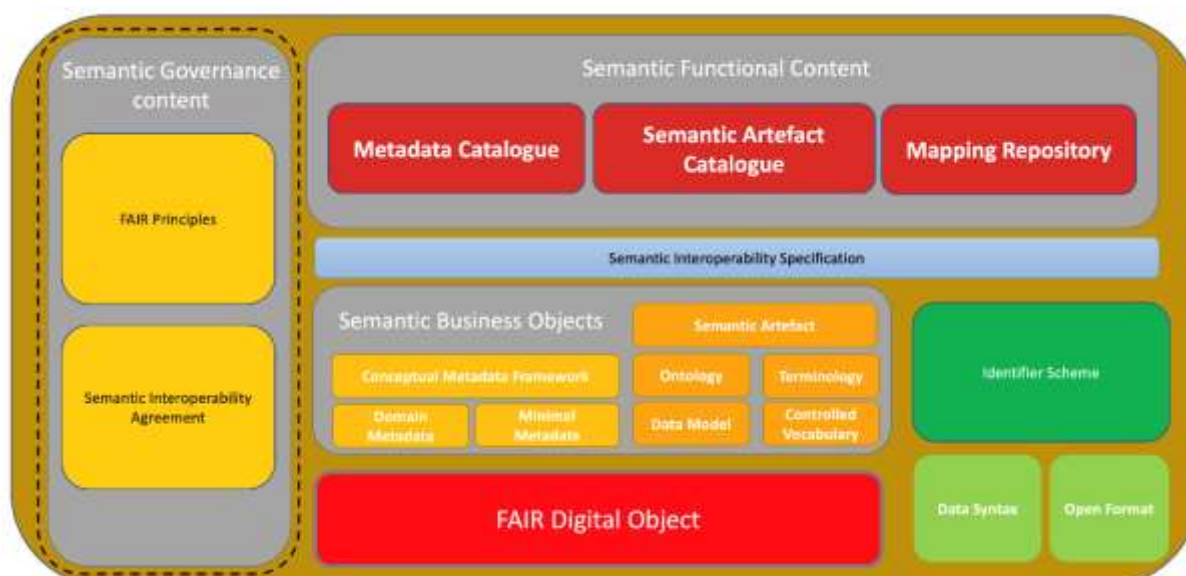 Semantic Governance
content
FAIR Principles
Semantic Interoperability
Agreement
Semantic Functional Content
Metadata Catalogue
Semantic Artefact
Catalogue
Mapping Repository
Semantic Interoperability Specification
Semantic Business Objects
Semantic Artefact
Conceptual Metadata Framework
Ontology
Terminology
Domain
Metadata
Minimal
Metadata
Data Model
Controlled
Vocabulary
Identifier Scheme
FAIR Digital Object
Data Syntax
Open Format